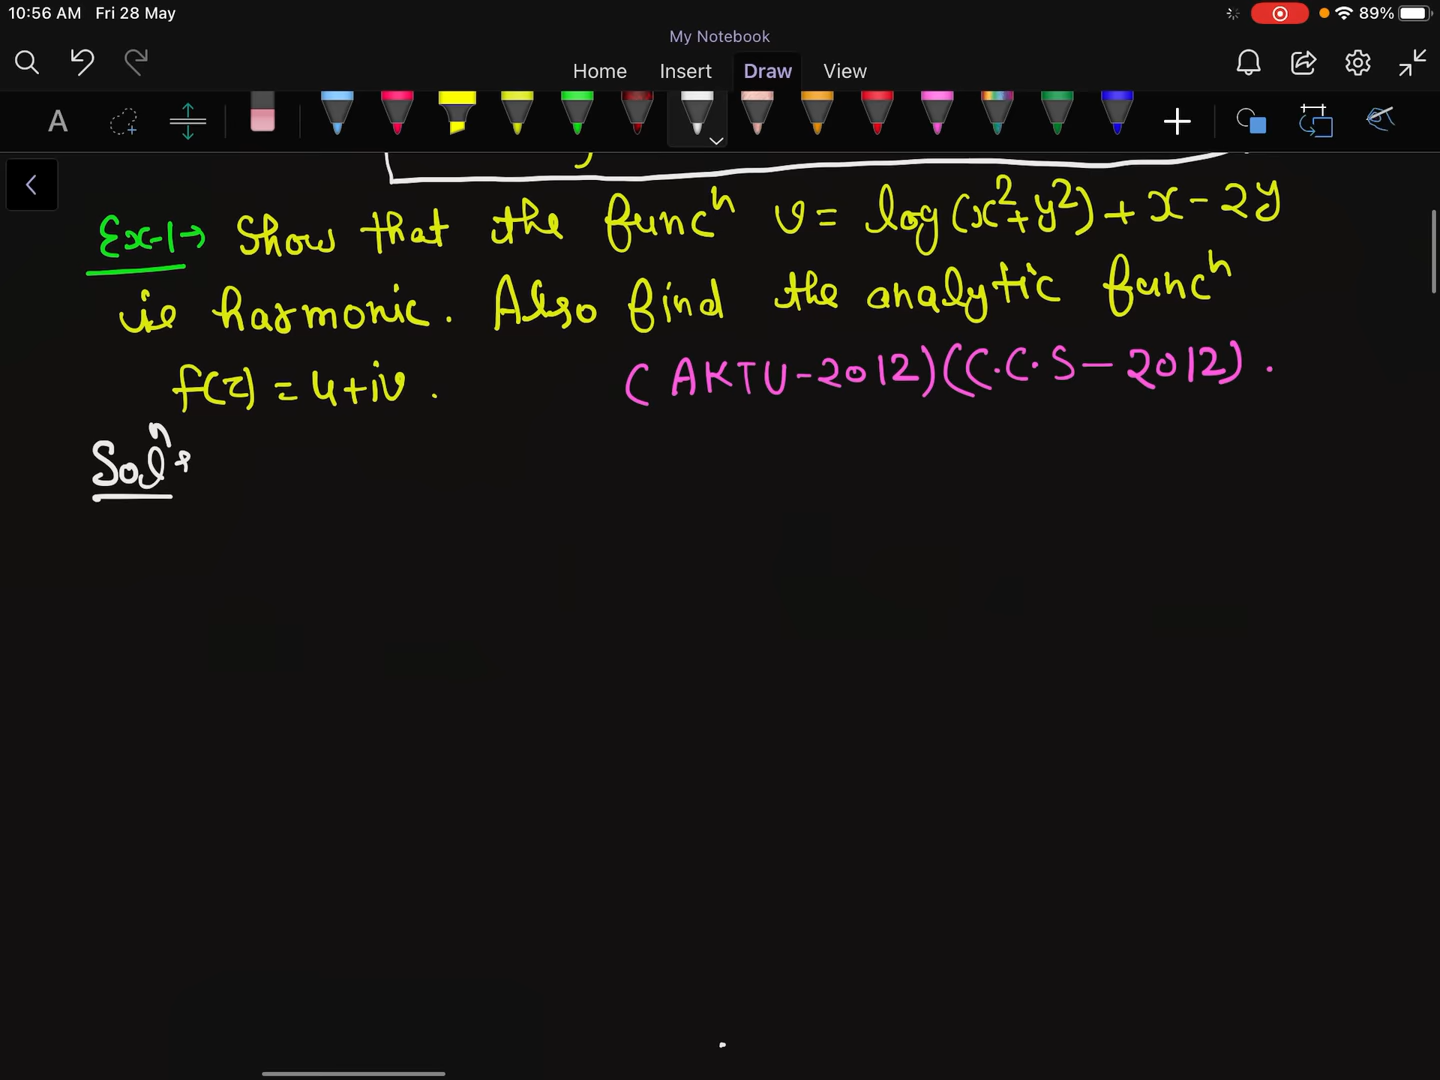 10:56 AM Fri 28 May
89%
My Notebook
Home Insert Draw View
A
Ex-1→ Show that the funcⁿ v = log(x²+y²) + x - 2y
is harmonic. Also find the analytic funcⁿ
f(z) = u+iv . (AKTU-2012)(C.C.S-2012).
Solⁿ: